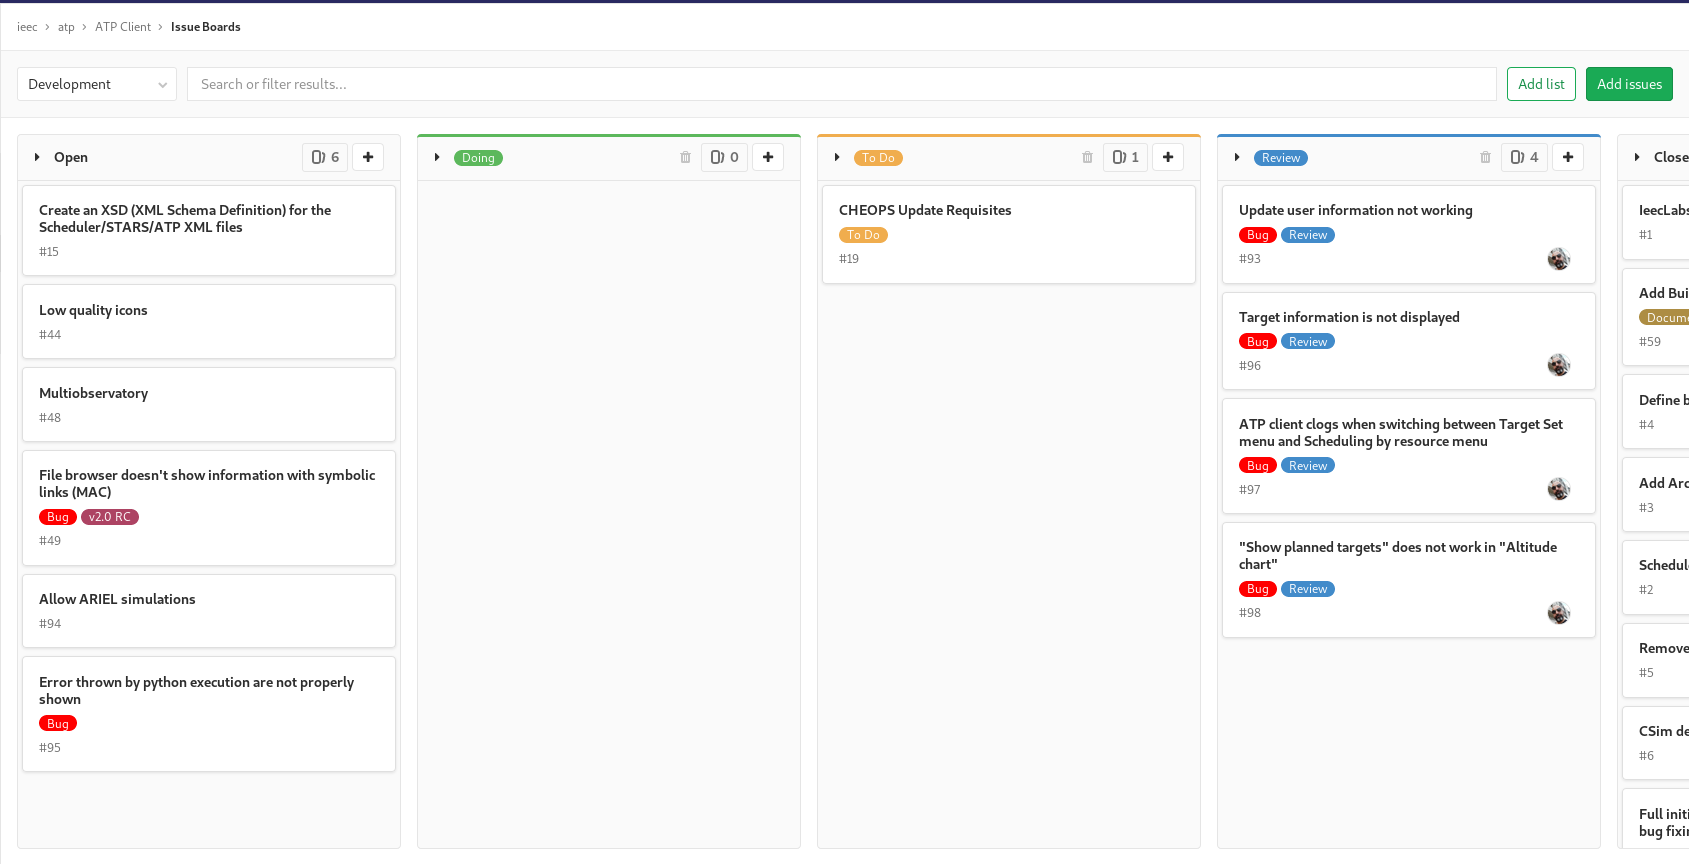 ieec > atp > ATP Client > Issue Boards
Development
Search or filter results...
Add list
Add issues
Open
6
Create an XSD (XML Schema Definition) for the
Scheduler/STARS/ATP XML files
#15
Low quality icons
#44
Multiobservatory
#48
File browser doesn't show information with symbolic
links (MAC)
Bug v2.0 RC
#49
Allow ARIEL simulations
#94
Error thrown by python execution are not properly
shown
Bug
#95
Doing
0
To Do
1
CHEOPS Update Requisites
To Do
#19
Review
4
Update user information not working
Bug Review
#93
Target information is not displayed
Bug Review
#96
ATP client clogs when switching between Target Set
menu and Scheduling by resource menu
Bug Review
#97
"Show planned targets" does not work in "Altitude
chart"
Bug Review
#98
Close
IeecLabs
#1
Add Bui
Docume
#59
Define b
#4
Add Arc
#3
Schedul
#2
Remove
#5
CSim de
#6
Full initi
bug fixi